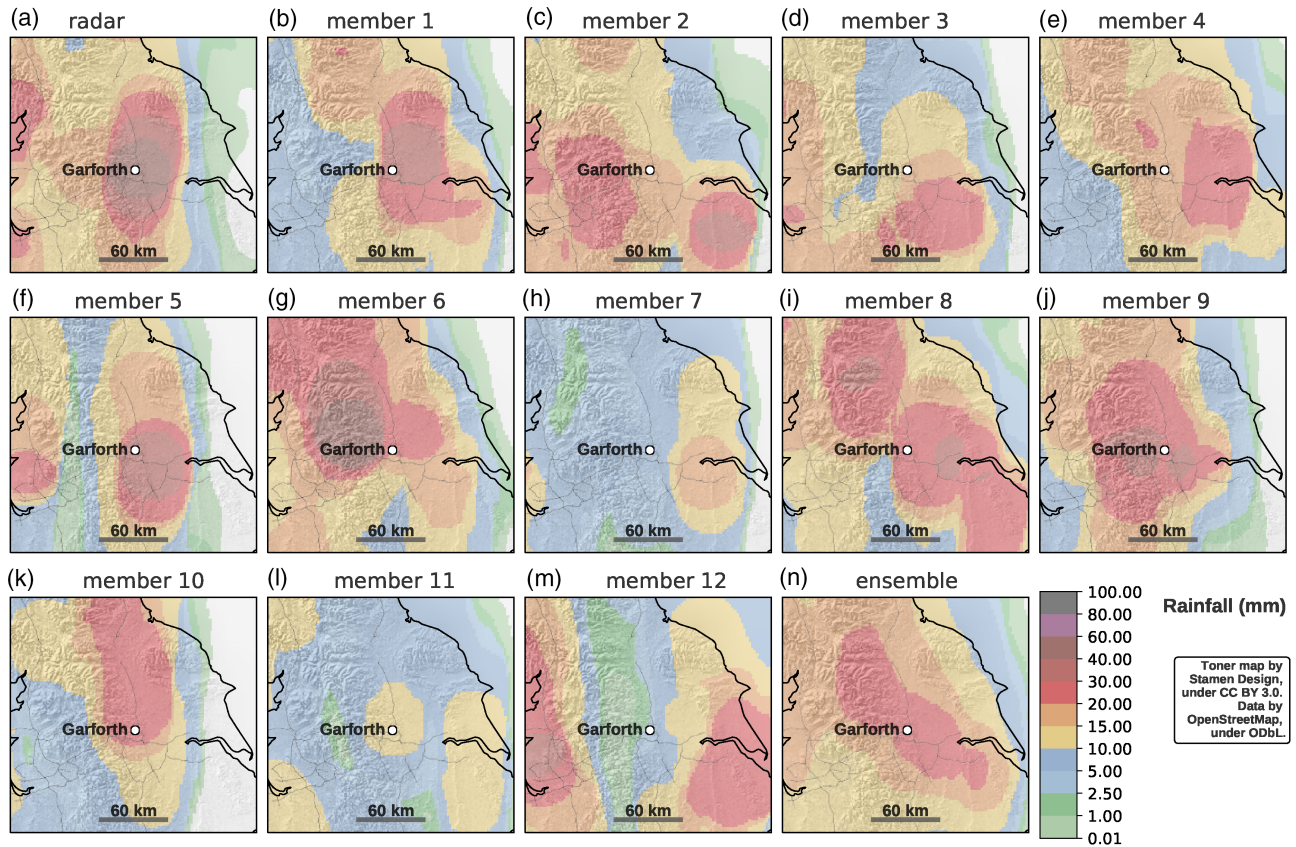 (a) radar
(b) member 1
(c) member 2
(d) member 3
(e) member 4
Garforth
60 km
Garforth
60 km
Garforth
60 km
Garforth
60 km
Garforth
60 km
(f) member 5
(g) member 6
(h) member 7
(i) member 8
(j) member 9
Garforth
60 km
Garforth
60 km
Garforth
60 km
Garforth
60 km
Garforth
60 km
(k) member 10
(l) member 11
(m) member 12
(n) ensemble
Garforth
60 km
Garforth
60 km
Garforth
60 km
Garforth
60 km
100.00
80.00
60.00
40.00
30.00
20.00
15.00
10.00
5.00
2.50
1.00
0.01
Rainfall (mm)
Toner map by
Stamen Design,
under CC BY 3.0.
Data by
OpenStreetMap,
under ODbL.